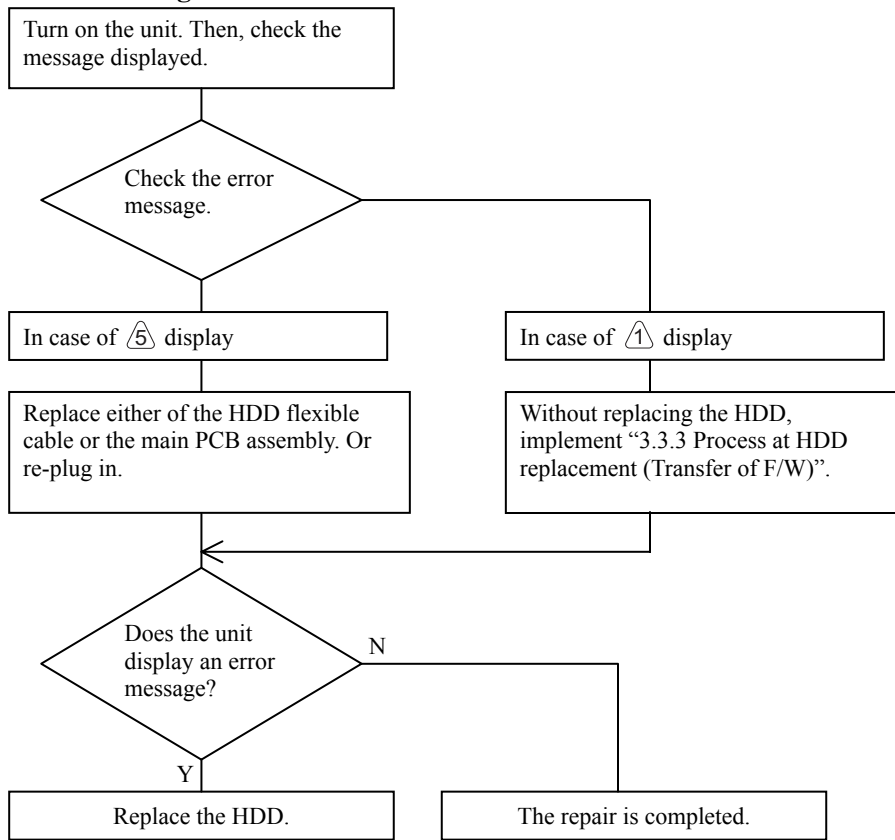 Turn on the unit. Then, check the
message displayed.
Check the error
message.
In case of 5 display
In case of 1 display
Replace either of the HDD flexible
cable or the main PCB assembly. Or
re-plug in.
Without replacing the HDD,
implement “3.3.3 Process at HDD
replacement (Transfer of F/W)”.
Does the unit
display an error
message?
N
Y
Replace the HDD.
The repair is completed.